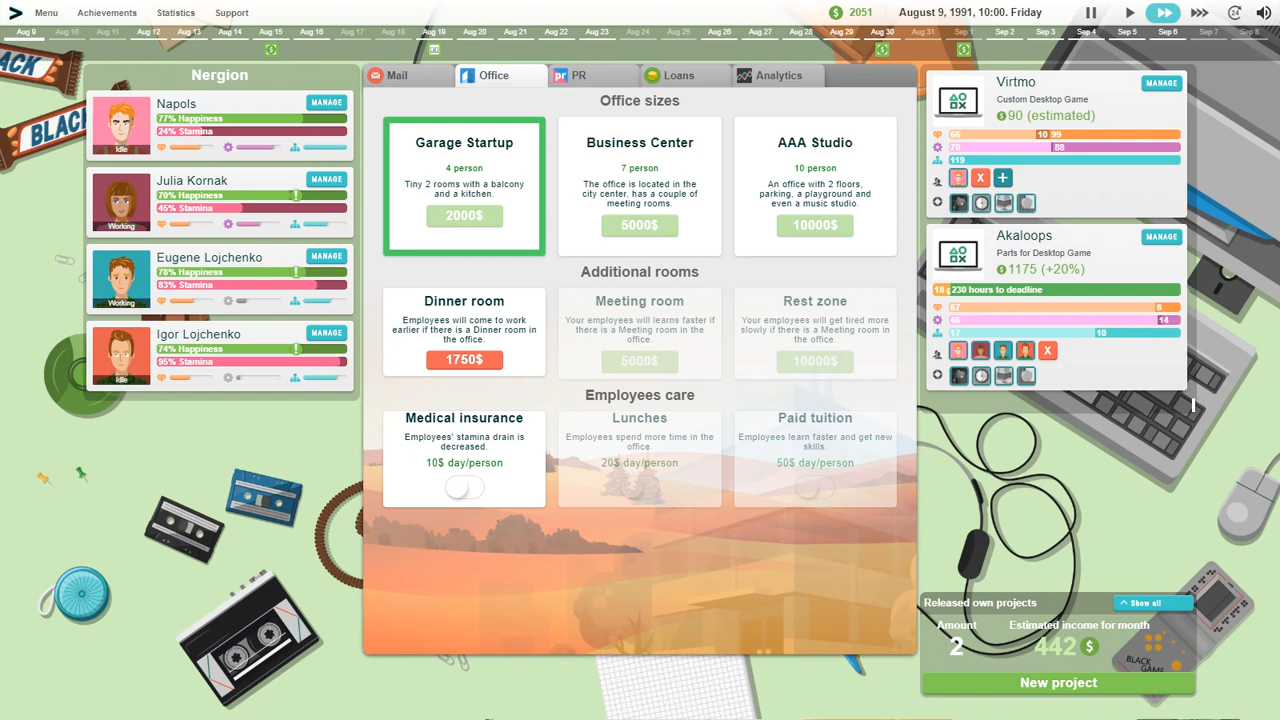 Menu
Achievements
Statistics
Support
2051
August 9, 1991, 10:00. Friday
24
Aug 9
Aug 10
Aug 11
Aug 12
Aug 13
Aug 14
Aug 15
Aug 16
Aug 17
Aug 18
Aug 19
Aug 20
Aug 21
Aug 22
Aug 23
Aug 24
Aug 25
Aug 26
Aug 27
Aug 28
Aug 29
Aug 30
Aug 31
Sep 1
Sep 2
Sep 3
Sep 4
Sep 5
Sep 6
Sep 7
Sep 8
BLACK
BLACK
Nergion
Napols
MANAGE
77% Happiness
24% Stamina
Idle
Julia Kornak
MANAGE
70% Happiness
45% Stamina
Working
Eugene Lojchenko
MANAGE
78% Happiness
83% Stamina
Working
Igor Lojchenko
MANAGE
74% Happiness
95% Stamina
Idle
Mail
Office
pr PR
Loans
Analytics
Office sizes
Garage Startup
4 person
Tiny 2 rooms with a balcony
and a kitchen.
2000$
Business Center
7 person
The office is located in the
city center, has a couple of
meeting rooms.
5000$
AAA Studio
10 person
An office with 2 floors,
parking, a playground and
even a music studio.
10000$
Additional rooms
Dinner room
Employees will come to work
earlier if there is a Dinner room in
the office.
1750$
Meeting room
Your employees will learns faster if
there is a Meeting room in the
office.
5000$
Rest zone
Your employees will get tired more
slowly if there is a Meeting room in
the office.
10000$
Employees care
Medical insurance
Employees' stamina drain is
decreased.
10$ day/person
Lunches
Employees spend more time in the
office.
20$ day/person
Paid tuition
Employees learn faster and get new
skills.
50$ day/person
Virtmo
MANAGE
Custom Desktop Game
90 (estimated)
66
10
99
70
88
119
X
+
Akaloops
MANAGE
Parts for Desktop Game
1175 (+20%)
18
230 hours to deadline
67
8
46
14
17
10
X
Released own projects
Show all
Amount
Estimated income for month
2
442
New project
BLACK
GAME